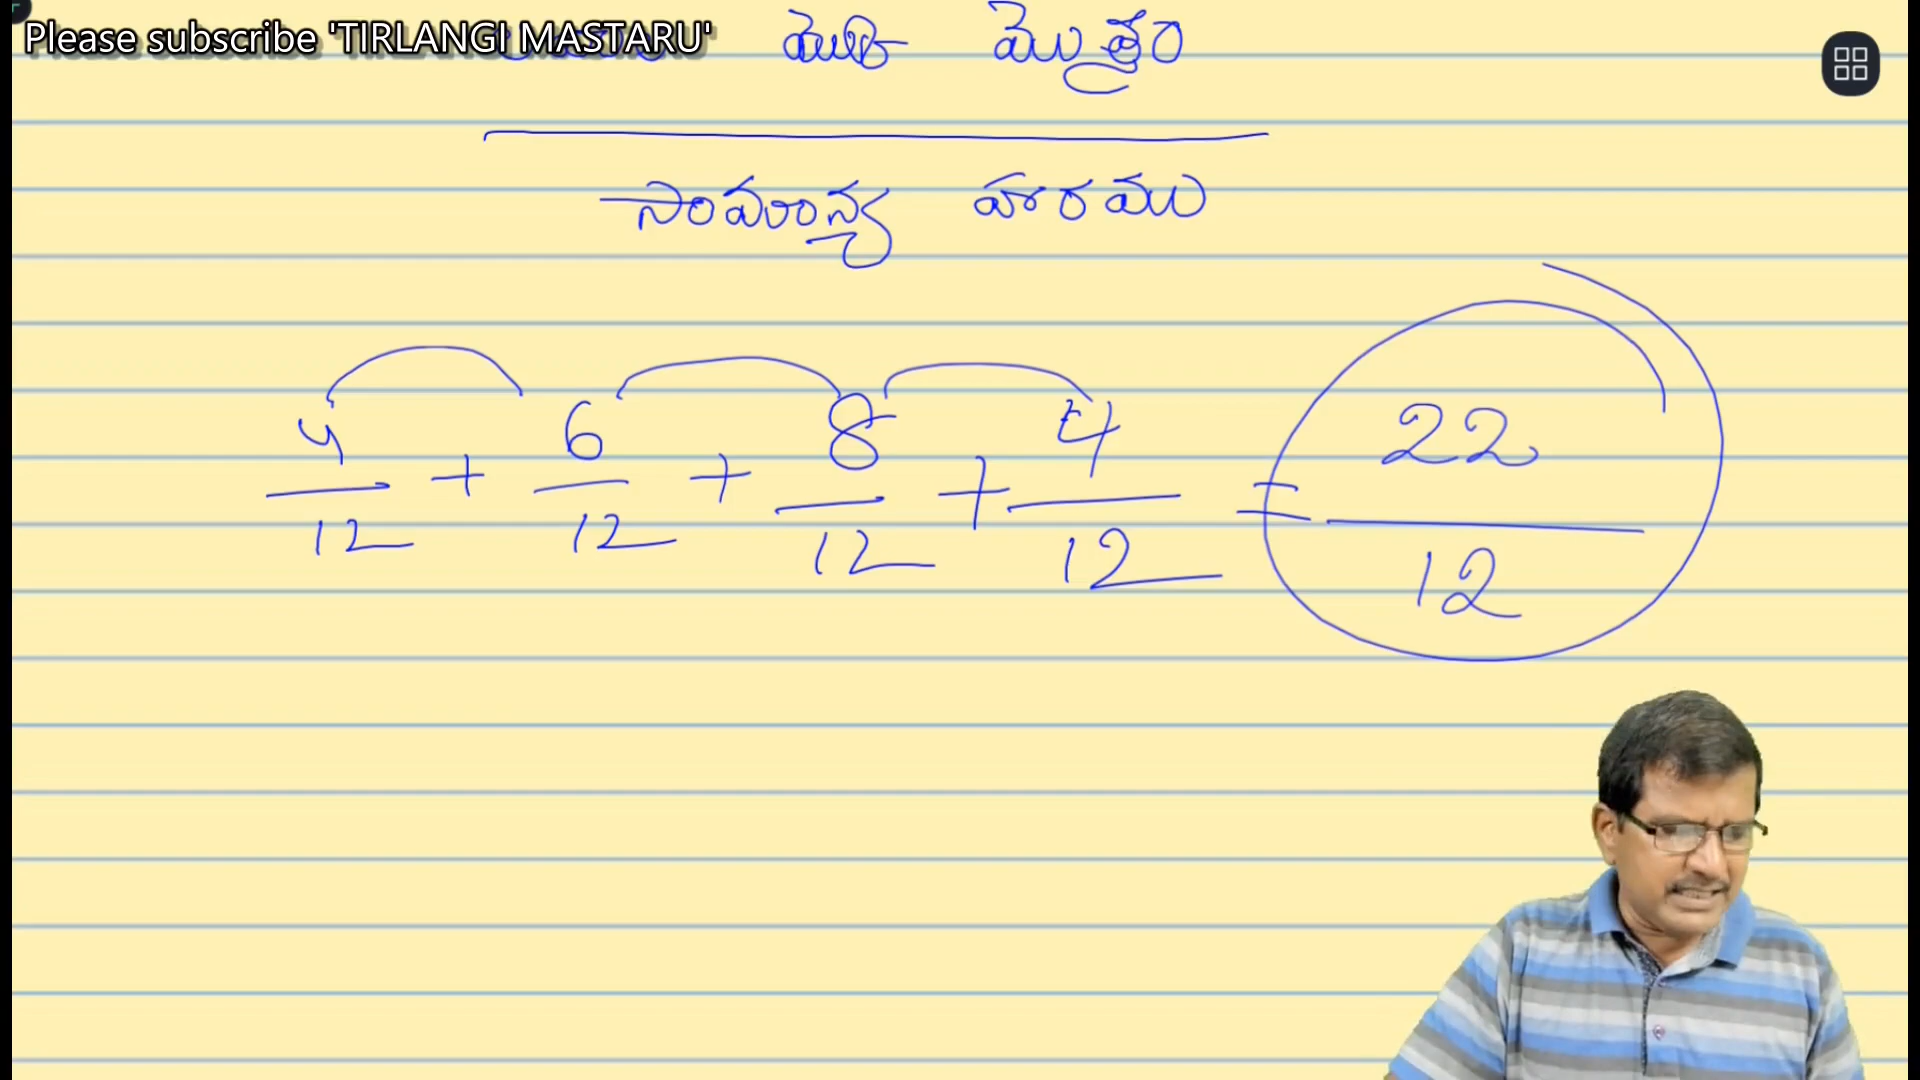 Please subscribe 'TIRLANGI MASTARU'
మొత్తం
సామాన్య హారము
4/12 + 6/12 + 8/12 + 4/12 = 22/12